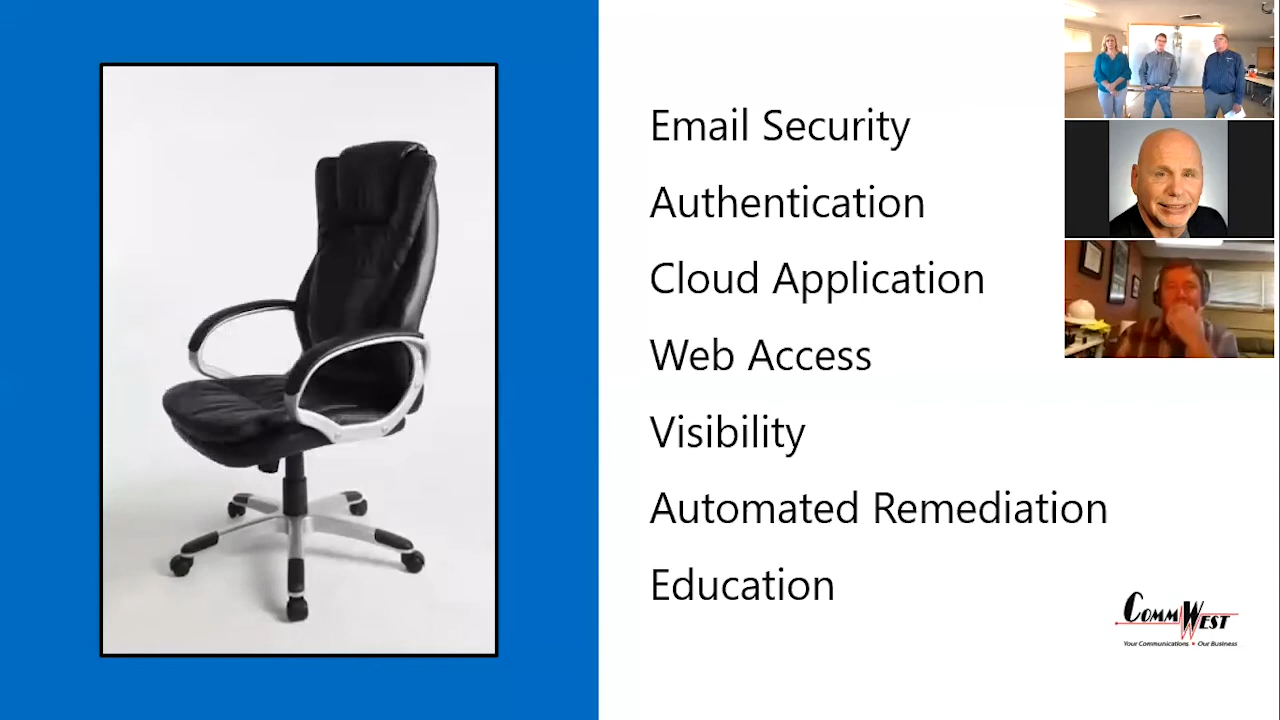 Email Security
Authentication
Cloud Application
Web Access
Visibility
Automated Remediation
Education
COMMWEST
Your Communications • Our Business